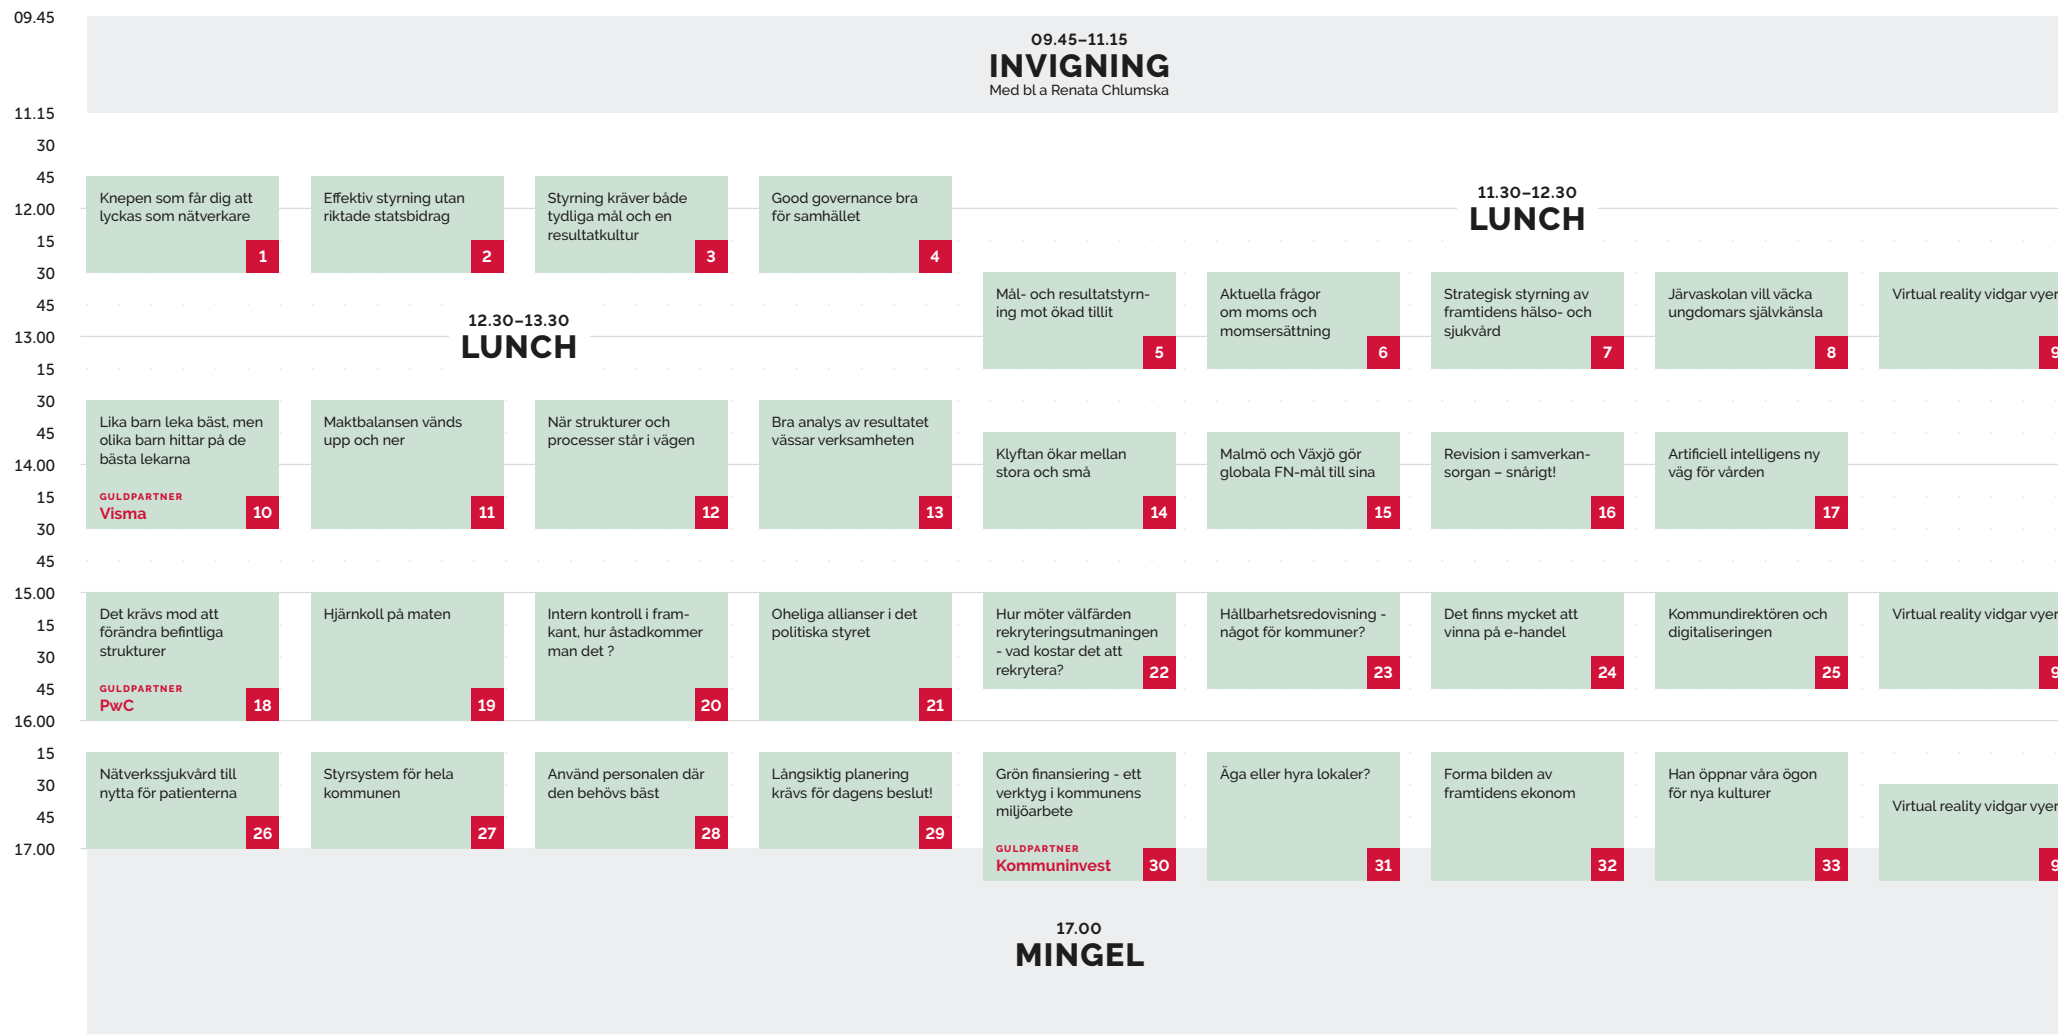 09.45
09.45–11.15
INVIGNING
Med bl a Renata Chlumska
11.15
30
45
12.00
15
30
45
13.00
15
30
45
14.00
15
30
45
15.00
15
30
45
16.00
15
30
45
17.00
Knepen som får dig att
lyckas som nätverkare
1
Effektiv styrning utan
riktade statsbidrag
2
Styrning kräver både
tydliga mål och en
resultatkultur
3
Good governance bra
för samhället
4
11.30–12.30
LUNCH
12.30–13.30
LUNCH
Mål- och resultatstyrn-
ing mot ökad tillit
5
Aktuella frågor
om moms och
momsersättning
6
Strategisk styrning av
framtidens hälso- och
sjukvård
7
Järvaskolan vill väcka
ungdomars självkänsla
8
Virtual reality vidgar vyer
9
Lika barn leka bäst, men
olika barn hittar på de
bästa lekarna
GULDPARTNER
Visma
10
Maktbalansen vänds
upp och ner
11
När strukturer och
processer står i vägen
12
Bra analys av resultatet
vässar verksamheten
13
Klyftan ökar mellan
stora och små
14
Malmö och Växjö gör
globala FN-mål till sina
15
Revision i samverkan-
sorgan – snårigt!
16
Artificiell intelligens ny
väg för vården
17
Det krävs mod att
förändra befintliga
strukturer
GULDPARTNER
PwC
18
Hjärnkoll på maten
19
Intern kontroll i fram-
kant, hur åstadkommer
man det ?
20
Oheliga allianser i det
politiska styret
21
Hur möter välfärden
rekryteringsutmaningen
- vad kostar det att
rekrytera?
22
Hållbarhetsredovisning -
något för kommuner?
23
Det finns mycket att
vinna på e-handel
24
Kommundirektören och
digitaliseringen
25
Virtual reality vidgar vyer
9
Nätverkssjukvård till
nytta för patienterna
26
Styrsystem för hela
kommunen
27
Använd personalen där
den behövs bäst
28
Långsiktig planering
krävs för dagens beslut!
29
Grön finansiering - ett
verktyg i kommunens
miljöarbete
GULDPARTNER
Kommuninvest
30
Äga eller hyra lokaler?
31
Forma bilden av
framtidens ekonom
32
Han öppnar våra ögon
för nya kulturer
33
Virtual reality vidgar vyer
9
17.00
MINGEL